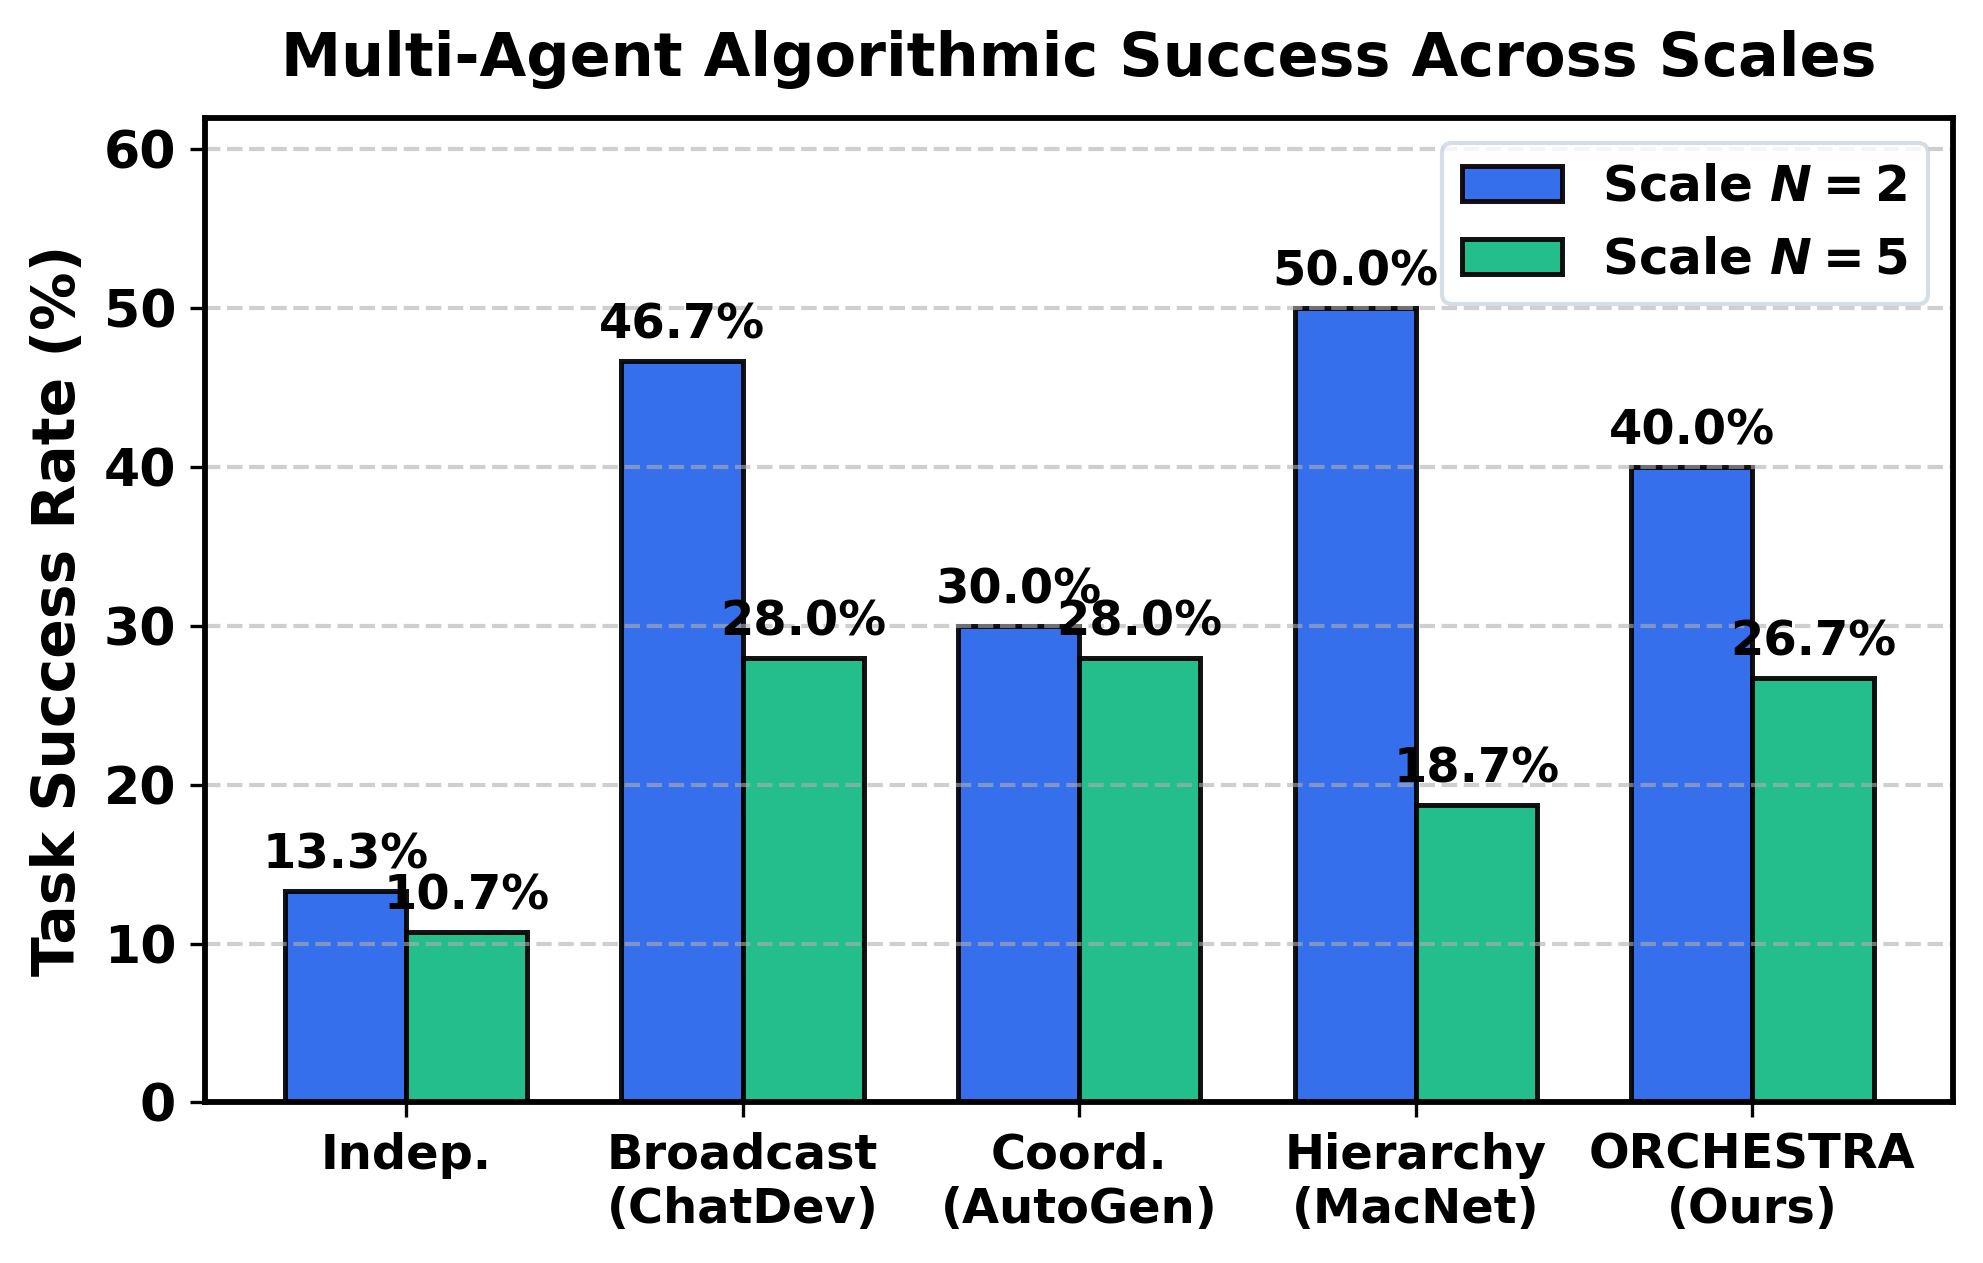 Multi-Agent Algorithmic Success Across Scales
Task Success Rate (%)
60
50
40
30
20
10
0
Scale N = 2
Scale N = 5
13.3%
10.7%
46.7%
28.0%
30.0%
28.0%
50.0%
18.7%
40.0%
26.7%
Indep.
Broadcast
(ChatDev)
Coord.
(AutoGen)
Hierarchy
(MacNet)
ORCHESTRA
(Ours)